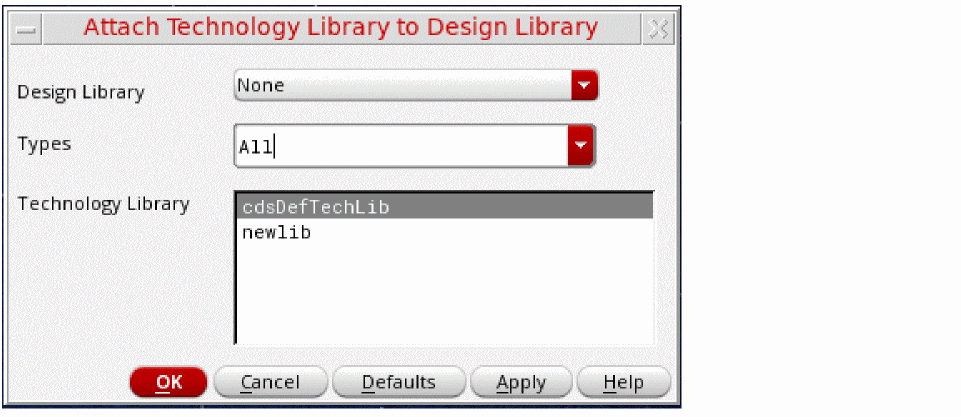 Attach Technology Library to Design Library
Design Library None
Types All
Technology Library cdsDefTechLib
newlib
OK Cancel Defaults Apply Help